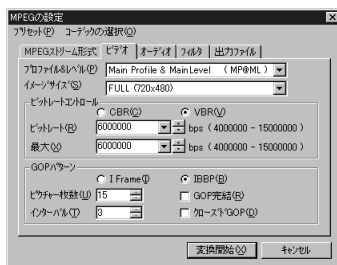 MPEGの設定
プリセット(P) コーデックの選択(O)
MPEGストリーム形式 ビデオ オーディオ フィルタ 出力ファイル
プロファイル&レベル(P) Main Profile & MainLevel (MP@ML)
イメージサイズ(S) FULL (720x480)
ビットレートコントロール
CBR(C) VBR(V)
ビットレート(R) 6000000 bps (4000000 - 15000000)
最大(X) 6000000 bps (4000000 - 15000000)
GOPパターン
I Frame(I) IBBP(B)
ピクチャー枚数(U) 15 GOP完結(R)
インターバル(T) 3 クローズドGOP(D)
変換開始(X) キャンセル